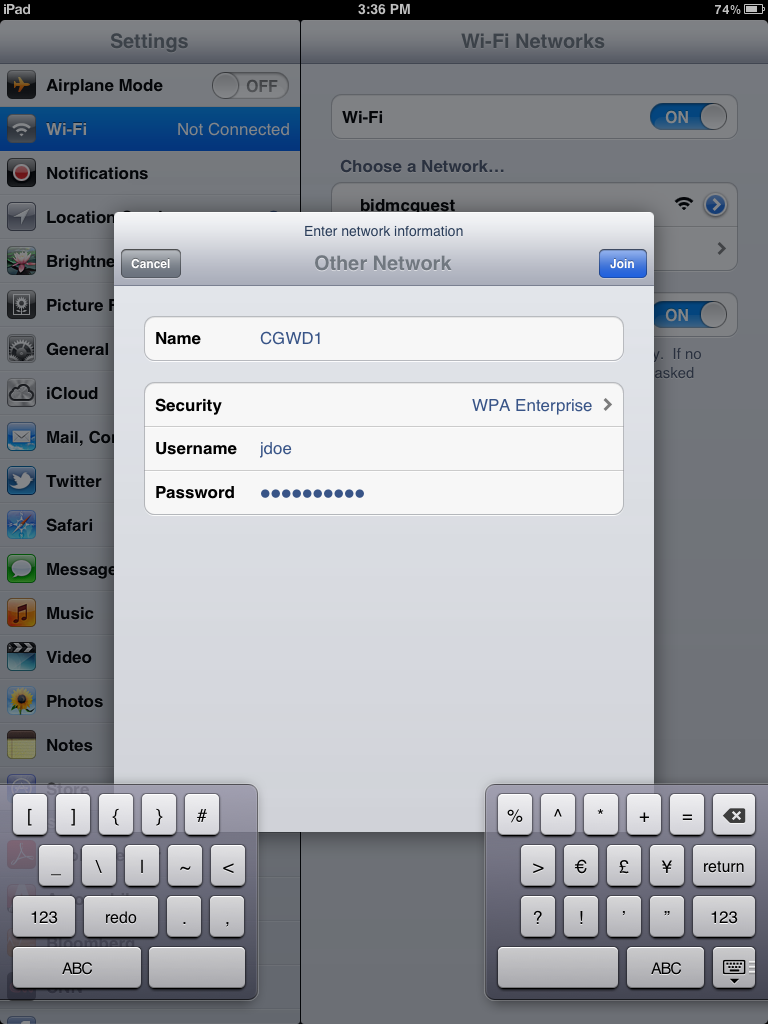 iPad 3:36 PM 74%
Settings
Wi-Fi Networks
Airplane Mode OFF
Wi-Fi Not Connected
Notifications
Location
Brightne
Picture F
General
iCloud
Mail, Co
Twitter
Safari
Message
Music
Video
Photos
Notes
Store
Bloomberg
Wi-Fi ON
Choose a Network...
bidmcguest
ON
y. If no
asked
Enter network information
Cancel Other Network Join
Name CGWD1
Security WPA Enterprise
Username jdoe
Password ●●●●●●●●●●
[ ] { } #
_ \ | ~ <
123 redo . ,
ABC
% ^ * + =
> € £ ¥ return
? ! ' " 123
ABC